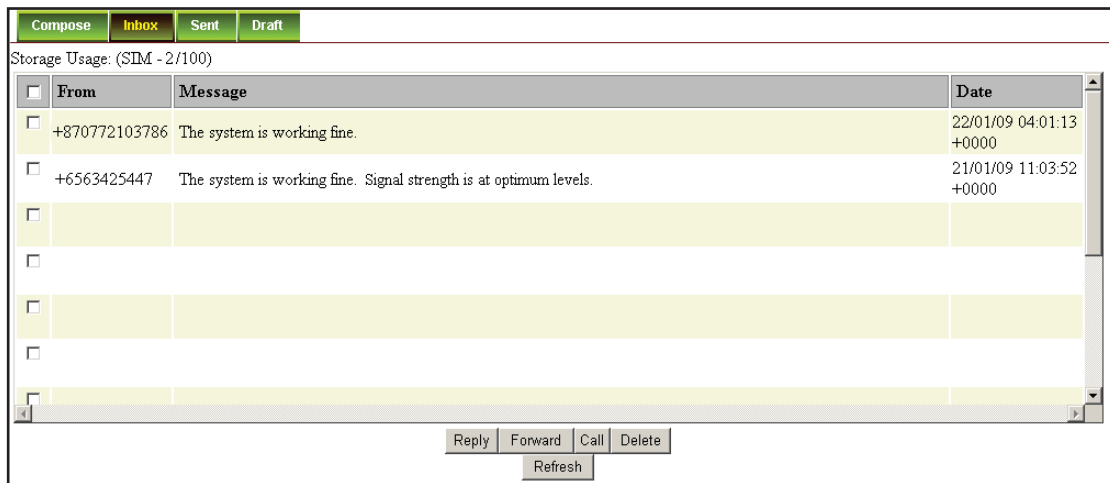 Compose Inbox Sent Draft
Storage Usage: (SIM - 2/100)
From Message Date
+870772103786 The system is working fine. 22/01/09 04:01:13
+0000
+6563425447 The system is working fine. Signal strength is at optimum levels. 21/01/09 11:03:52
+0000
Reply Forward Call Delete
Refresh